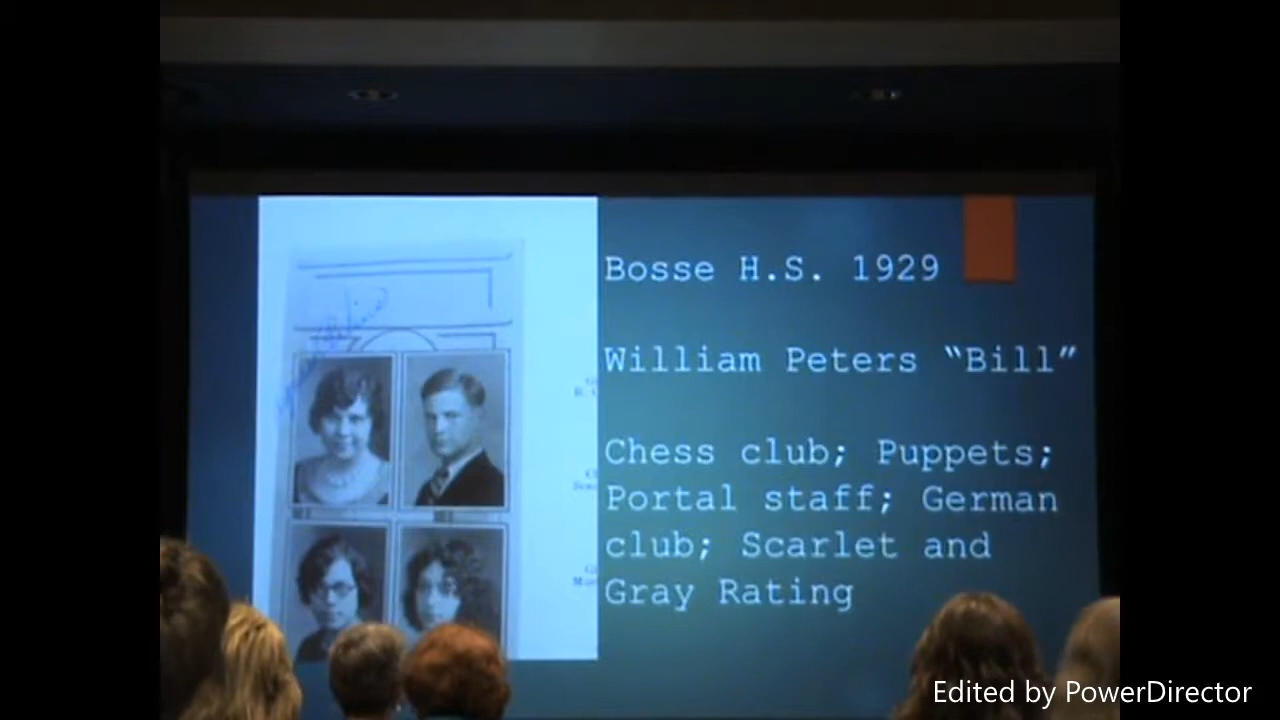 Bosse H.S. 1929
William Peters “Bill”
Chess club; Puppets;
Portal staff; German
club; Scarlet and
Gray Rating
Edited by PowerDirector